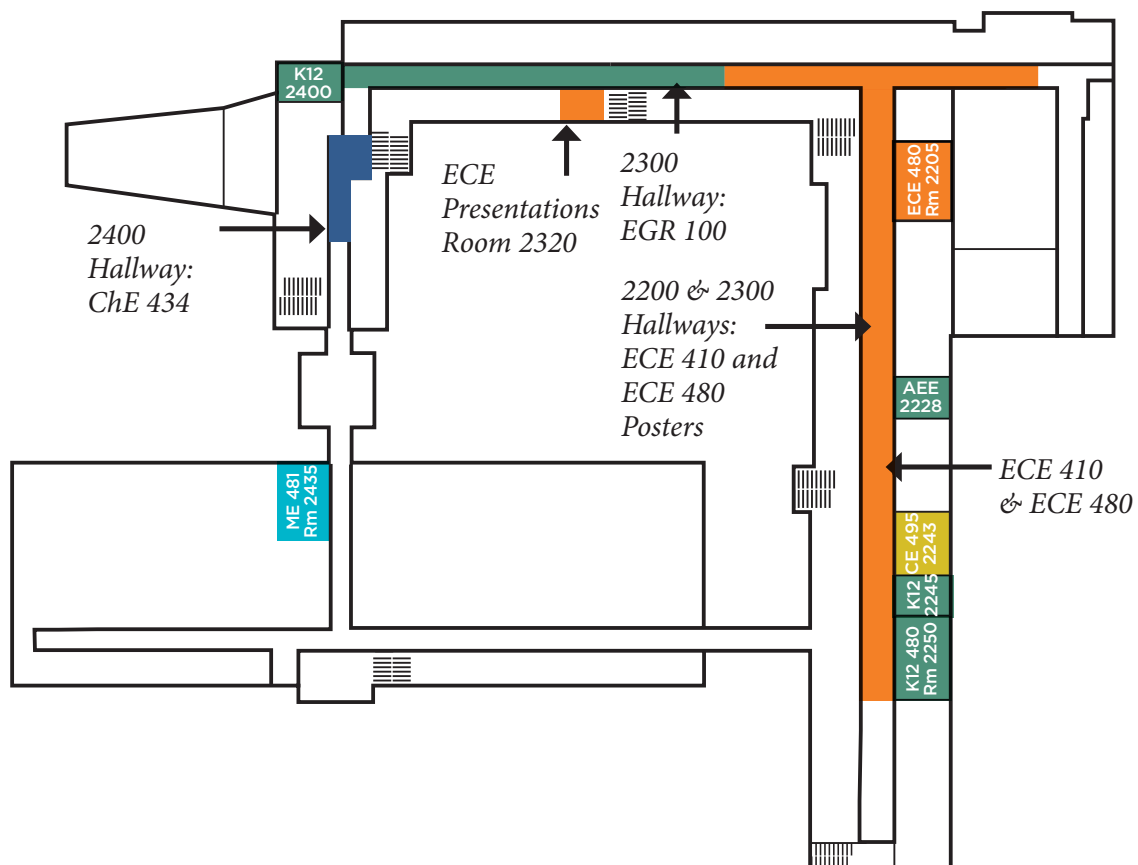 K12
2400
2400
Hallway:
ChE 434
ECE
Presentations
Room 2320
2300
Hallway:
EGR 100
2200 & 2300
Hallways:
ECE 410 and
ECE 480
Posters
ECE 480
Rm 2205
AEE
2228
ECE 410
& ECE 480
ME 481
Rm 2435
CE 495
2243
K12
2245
K12 480
Rm 2250